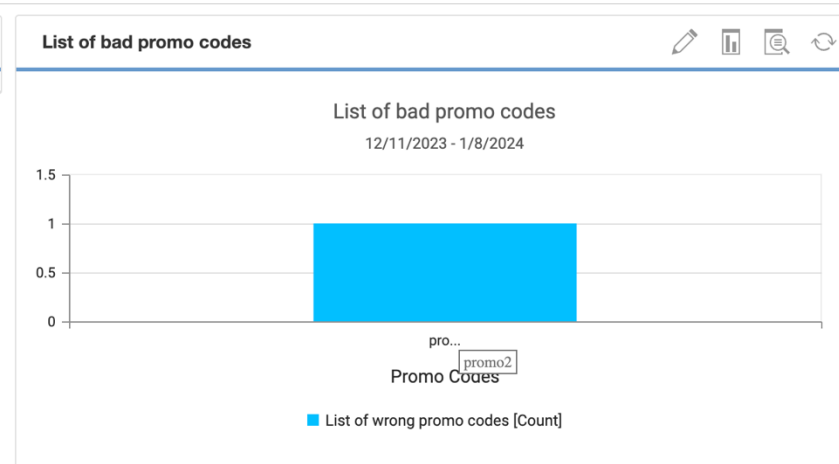 List of bad promo codes
List of bad promo codes
12/11/2023 - 1/8/2024
1.5
1
0.5
0
pro...
promo2
Promo Codes
List of wrong promo codes [Count]